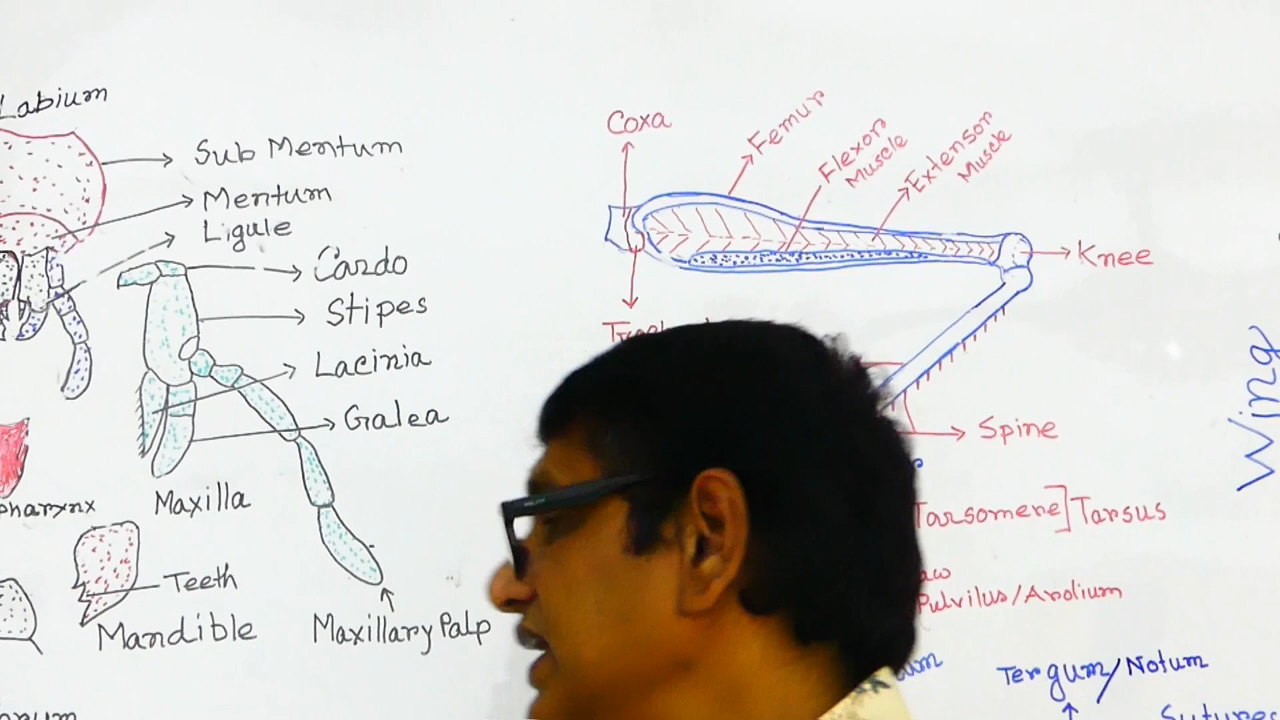 Labium
Sub Mentum
Mentum
Ligule
Cardo
Stipes
Lacinia
Galea
Maxilla
Teeth
Mandible
Maxillary Palp
Coxa
Femur
Flexor
Muscle
Extensor
Muscle
Knee
Spine
Tarsomere] Tarsus
Pulvilus/Arolium
Tergum/Notum
Wing